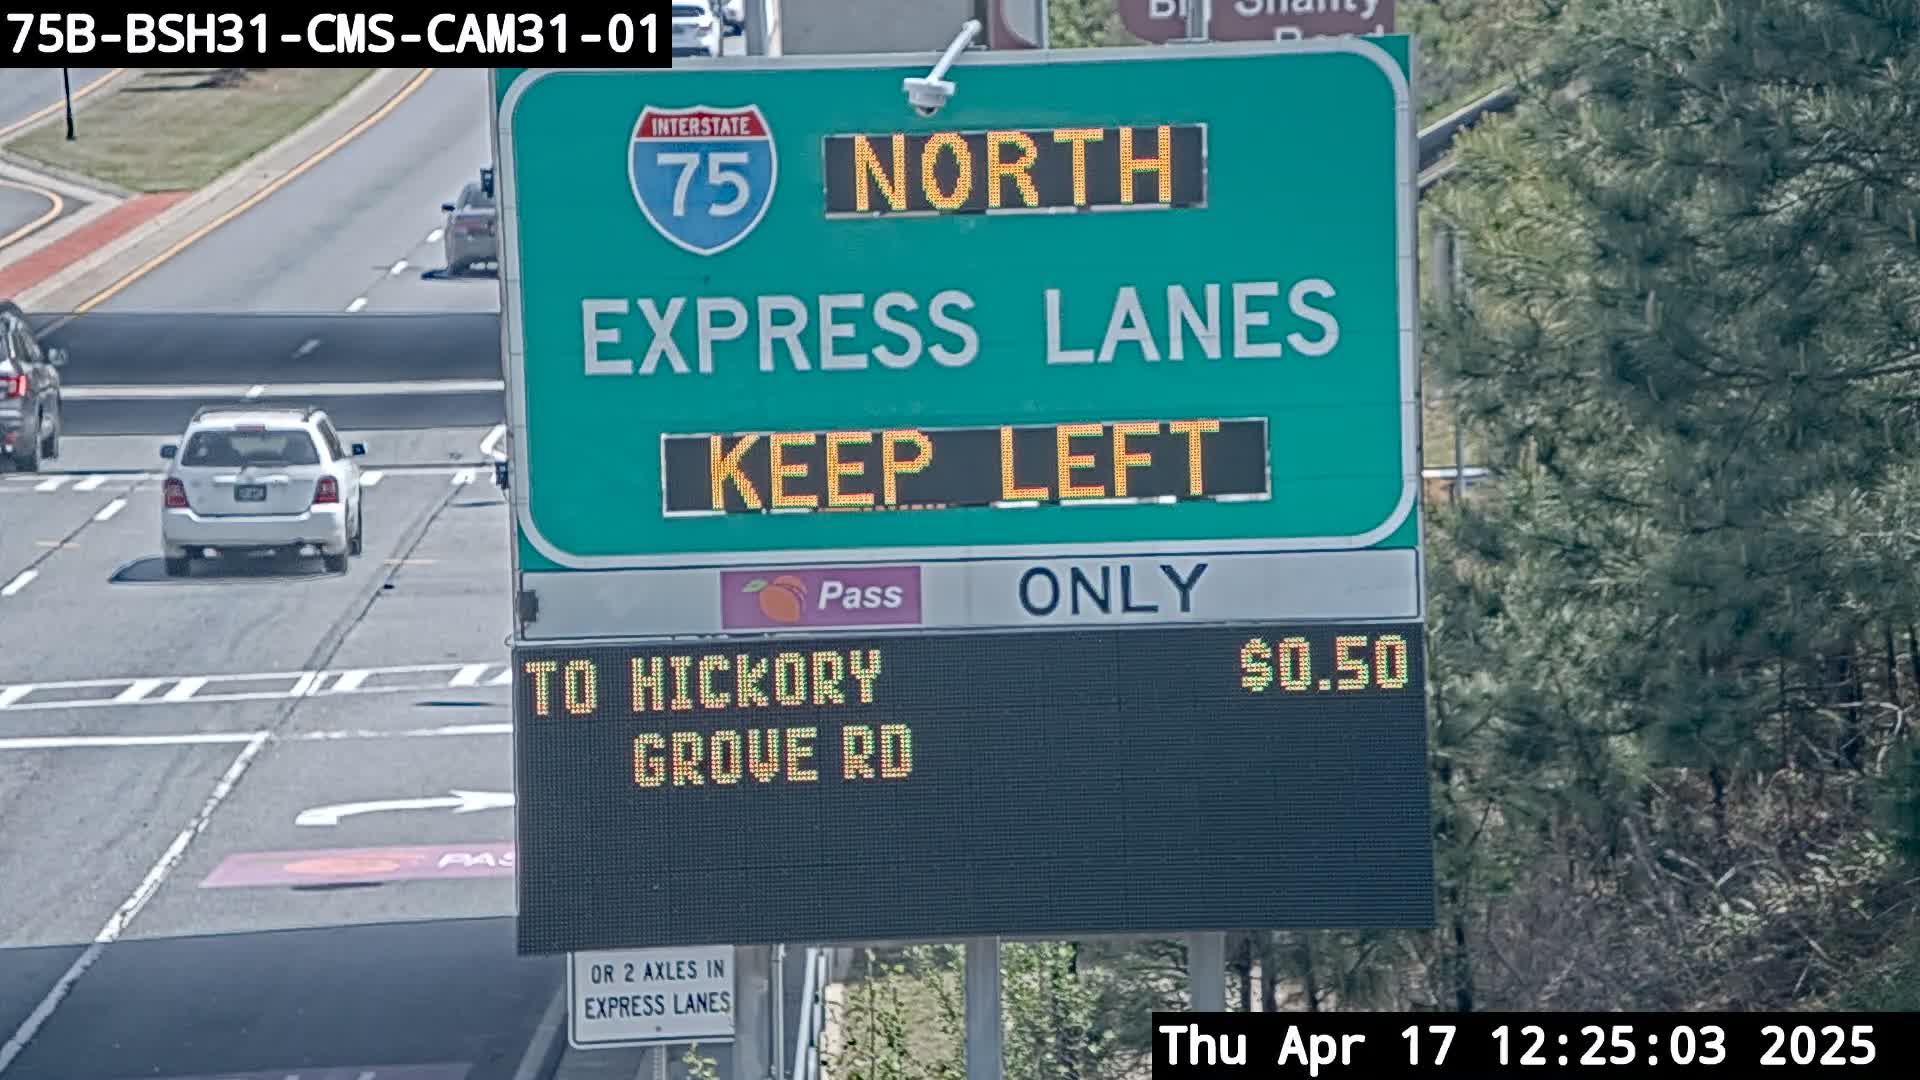 75B-BSH31-CMS-CAM31-01
Shanty
INTERSTATE
75
NORTH
EXPRESS LANES
KEEP LEFT
Pass ONLY
TO HICKORY $0.50
GROVE RD
OR 2 AXLES IN
EXPRESS LANES
Thu Apr 17 12:25:03 2025